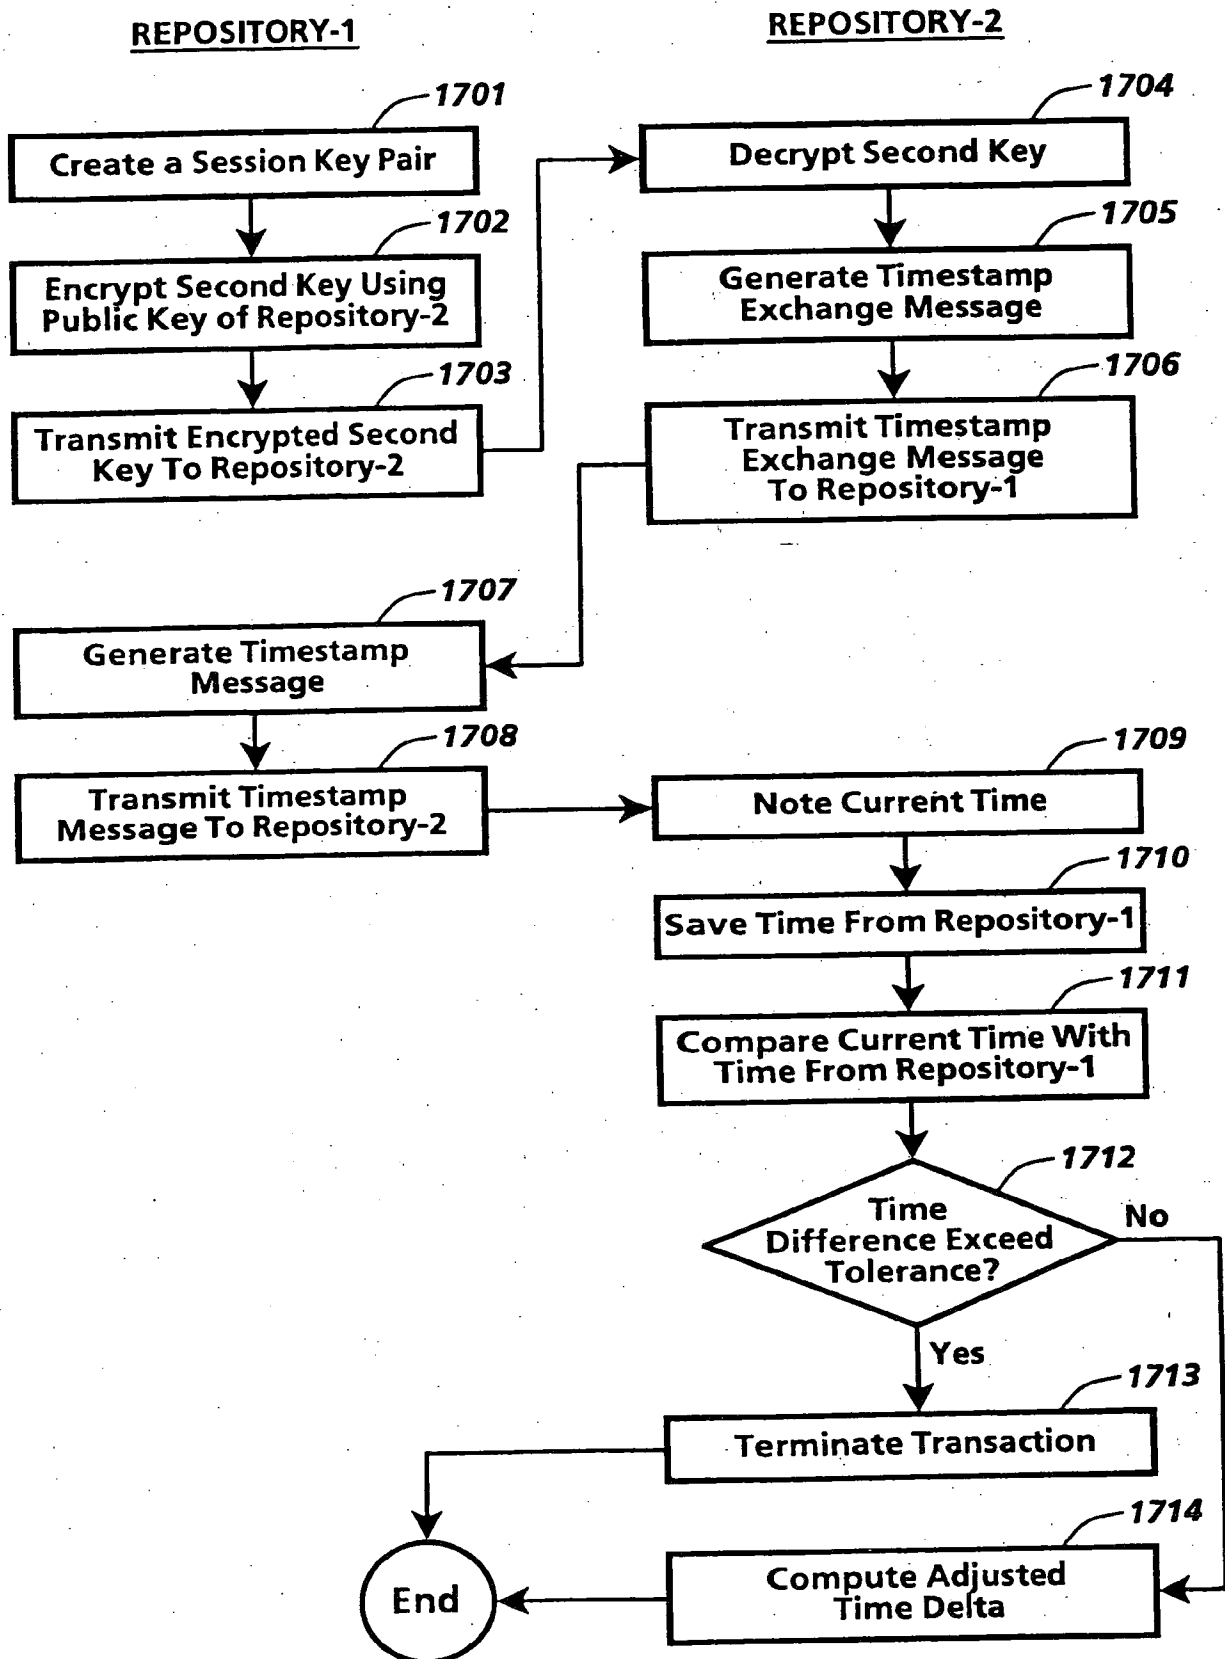 REPOSITORY-1
REPOSITORY-2
1701
Create a Session Key Pair
1702
Encrypt Second Key Using
Public Key of Repository-2
1703
Transmit Encrypted Second
Key To Repository-2
1704
Decrypt Second Key
1705
Generate Timestamp
Exchange Message
1706
Transmit Timestamp
Exchange Message
To Repository-1
1707
Generate Timestamp
Message
1708
Transmit Timestamp
Message To Repository-2
1709
Note Current Time
1710
Save Time From Repository-1
1711
Compare Current Time With
Time From Repository-1
1712
Time
Difference Exceed
Tolerance?
No
Yes
1713
Terminate Transaction
1714
Compute Adjusted
Time Delta
End